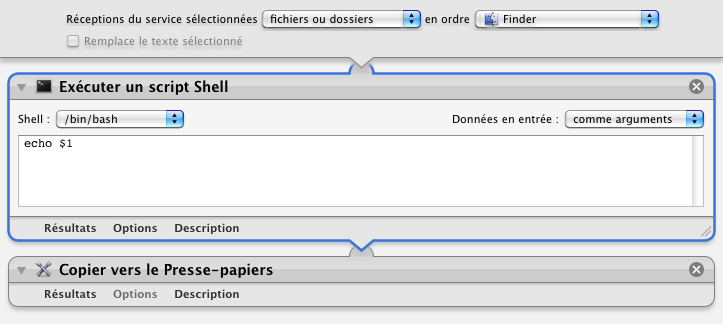 Réceptions du service sélectionnées fichiers ou dossiers en ordre Finder
Remplace le texte sélectionné
Exécuter un script Shell
Shell : /bin/bash Données en entrée : comme arguments
echo $1
Résultats Options Description
Copier vers le Presse-papiers
Résultats Options Description